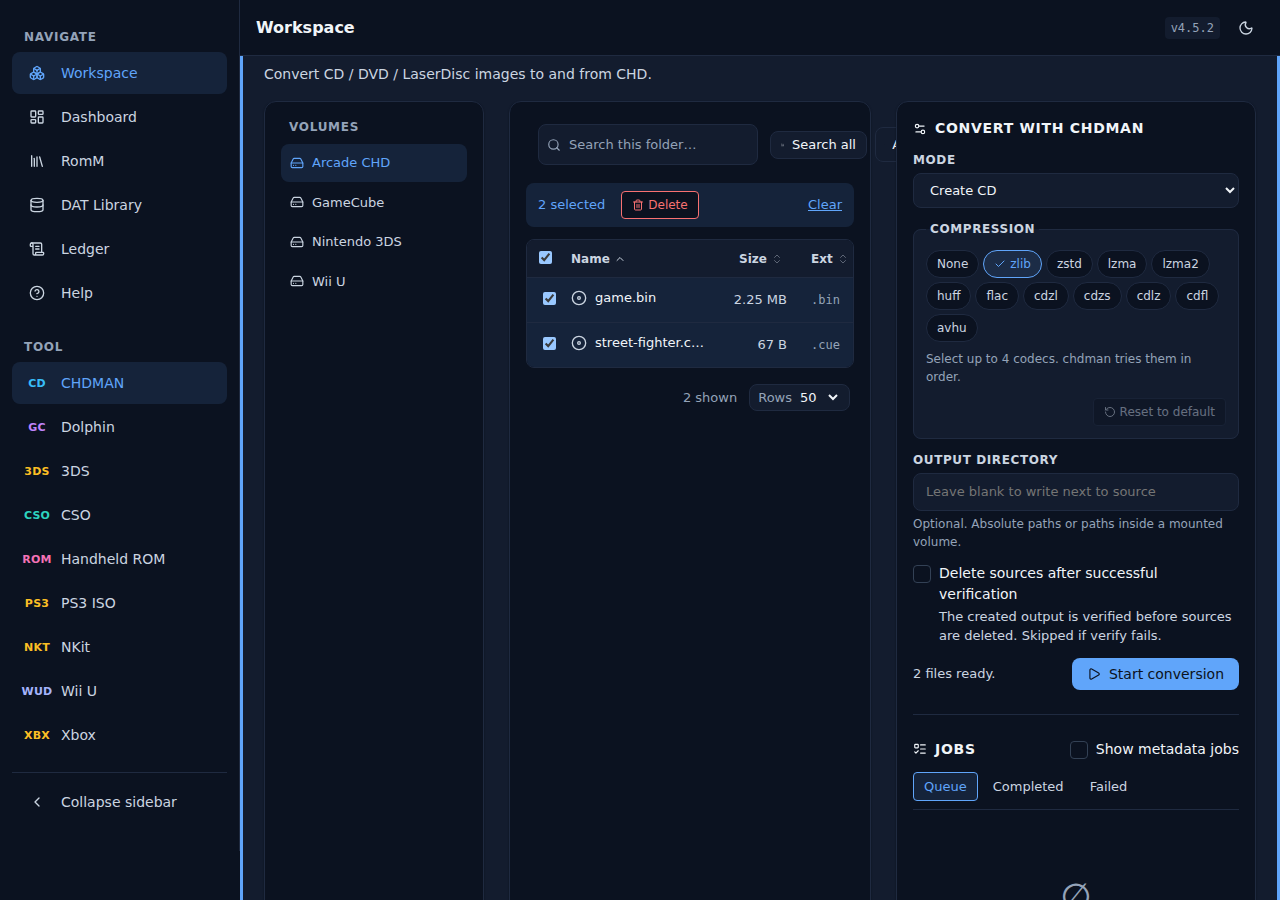 NAVIGATE
Workspace
Dashboard
RomM
DAT Library
Ledger
Help
TOOL
CD CHDMAN
GC Dolphin
3DS 3DS
CSO CSO
ROM Handheld ROM
PS3 PS3 ISO
NKT NKit
WUD Wii U
XBX Xbox
Collapse sidebar
Workspace
v4.5.2
Convert CD / DVD / LaserDisc images to and from CHD.
VOLUMES
Arcade CHD
GameCube
Nintendo 3DS
Wii U
Search this folder…
Search all
2 selected
Delete
Clear
Name Size Ext
game.bin 2.25 MB .bin
street-fighter.c… 67 B .cue
2 shown Rows 50
CONVERT WITH CHDMAN
MODE
Create CD
COMPRESSION
None zlib zstd lzma lzma2
huff flac cdzl cdzs cdlz cdfl
avhu
Select up to 4 codecs. chdman tries them in
order.
Reset to default
OUTPUT DIRECTORY
Leave blank to write next to source
Optional. Absolute paths or paths inside a mounted
volume.
Delete sources after successful
verification
The created output is verified before sources
are deleted. Skipped if verify fails.
2 files ready.
Start conversion
JOBS
Show metadata jobs
Queue Completed Failed